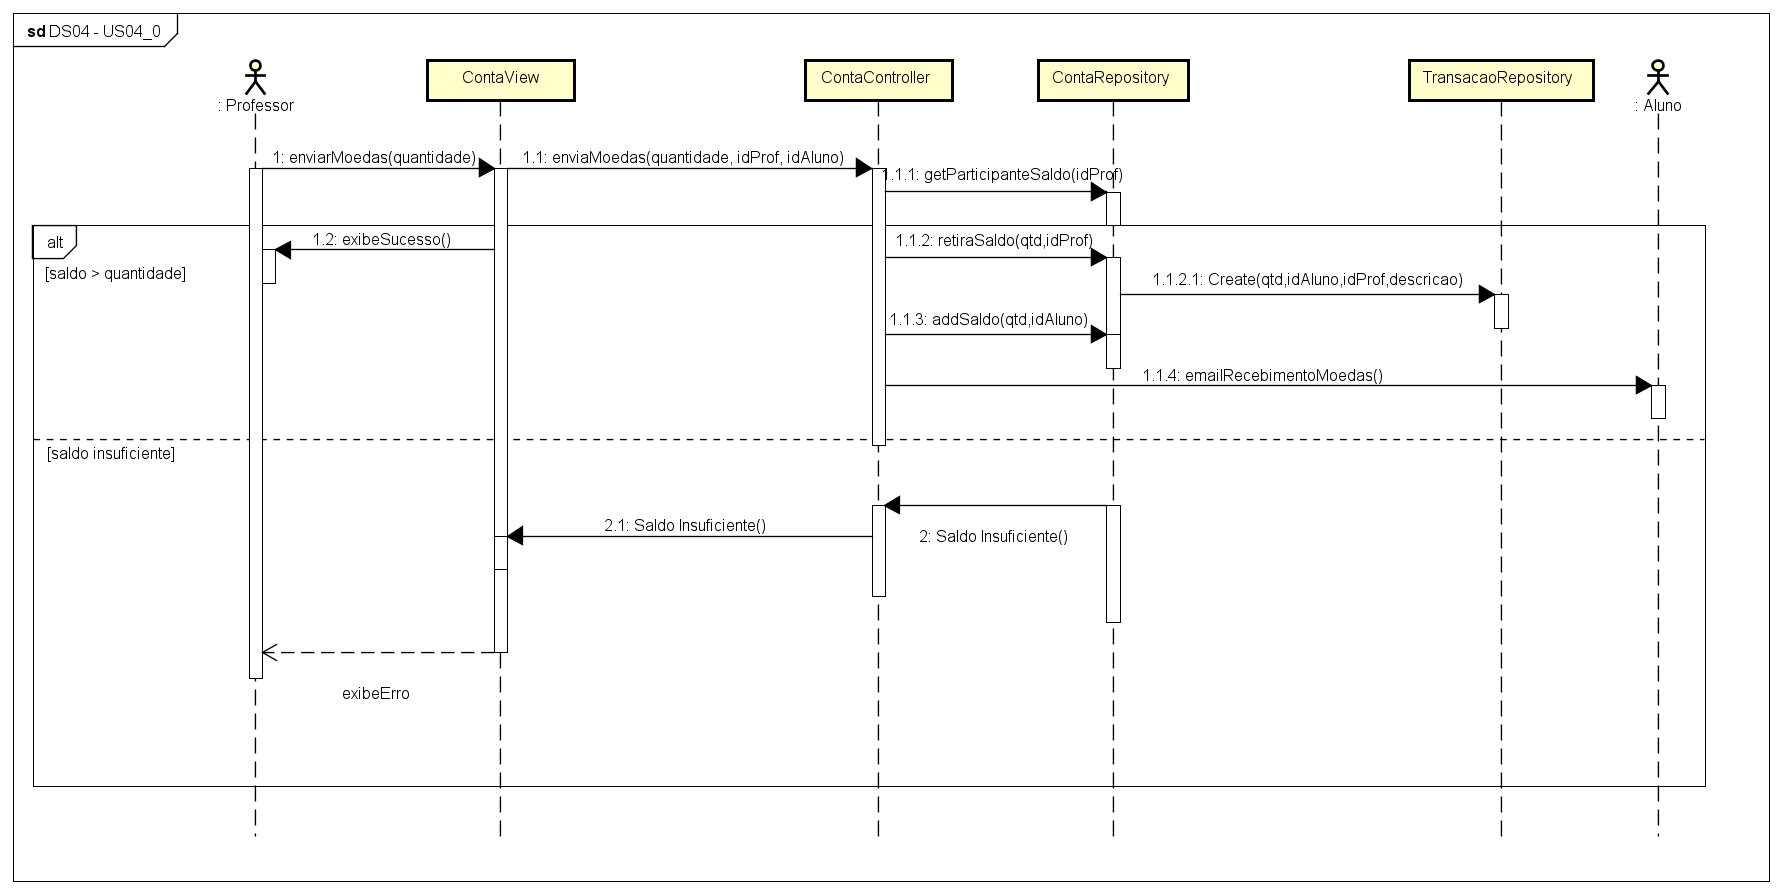 sd DS04 - US04_0
: Professor
ContaView
ContaController
ContaRepository
TransacaoRepository
: Aluno
1: enviarMoedas(quantidade)
1.1: enviaMoedas(quantidade, idProf, idAluno)
1.1.1: getParticipanteSaldo(idProf)
alt
[saldo > quantidade]
1.2: exibeSucesso()
1.1.2: retiraSaldo(qtd,idProf)
1.1.2.1: Create(qtd,idAluno,idProf,descricao)
1.1.3: addSaldo(qtd,idAluno)
1.1.4: emailRecebimentoMoedas()
[saldo insuficiente]
2.1: Saldo Insuficiente()
2: Saldo Insuficiente()
exibeErro